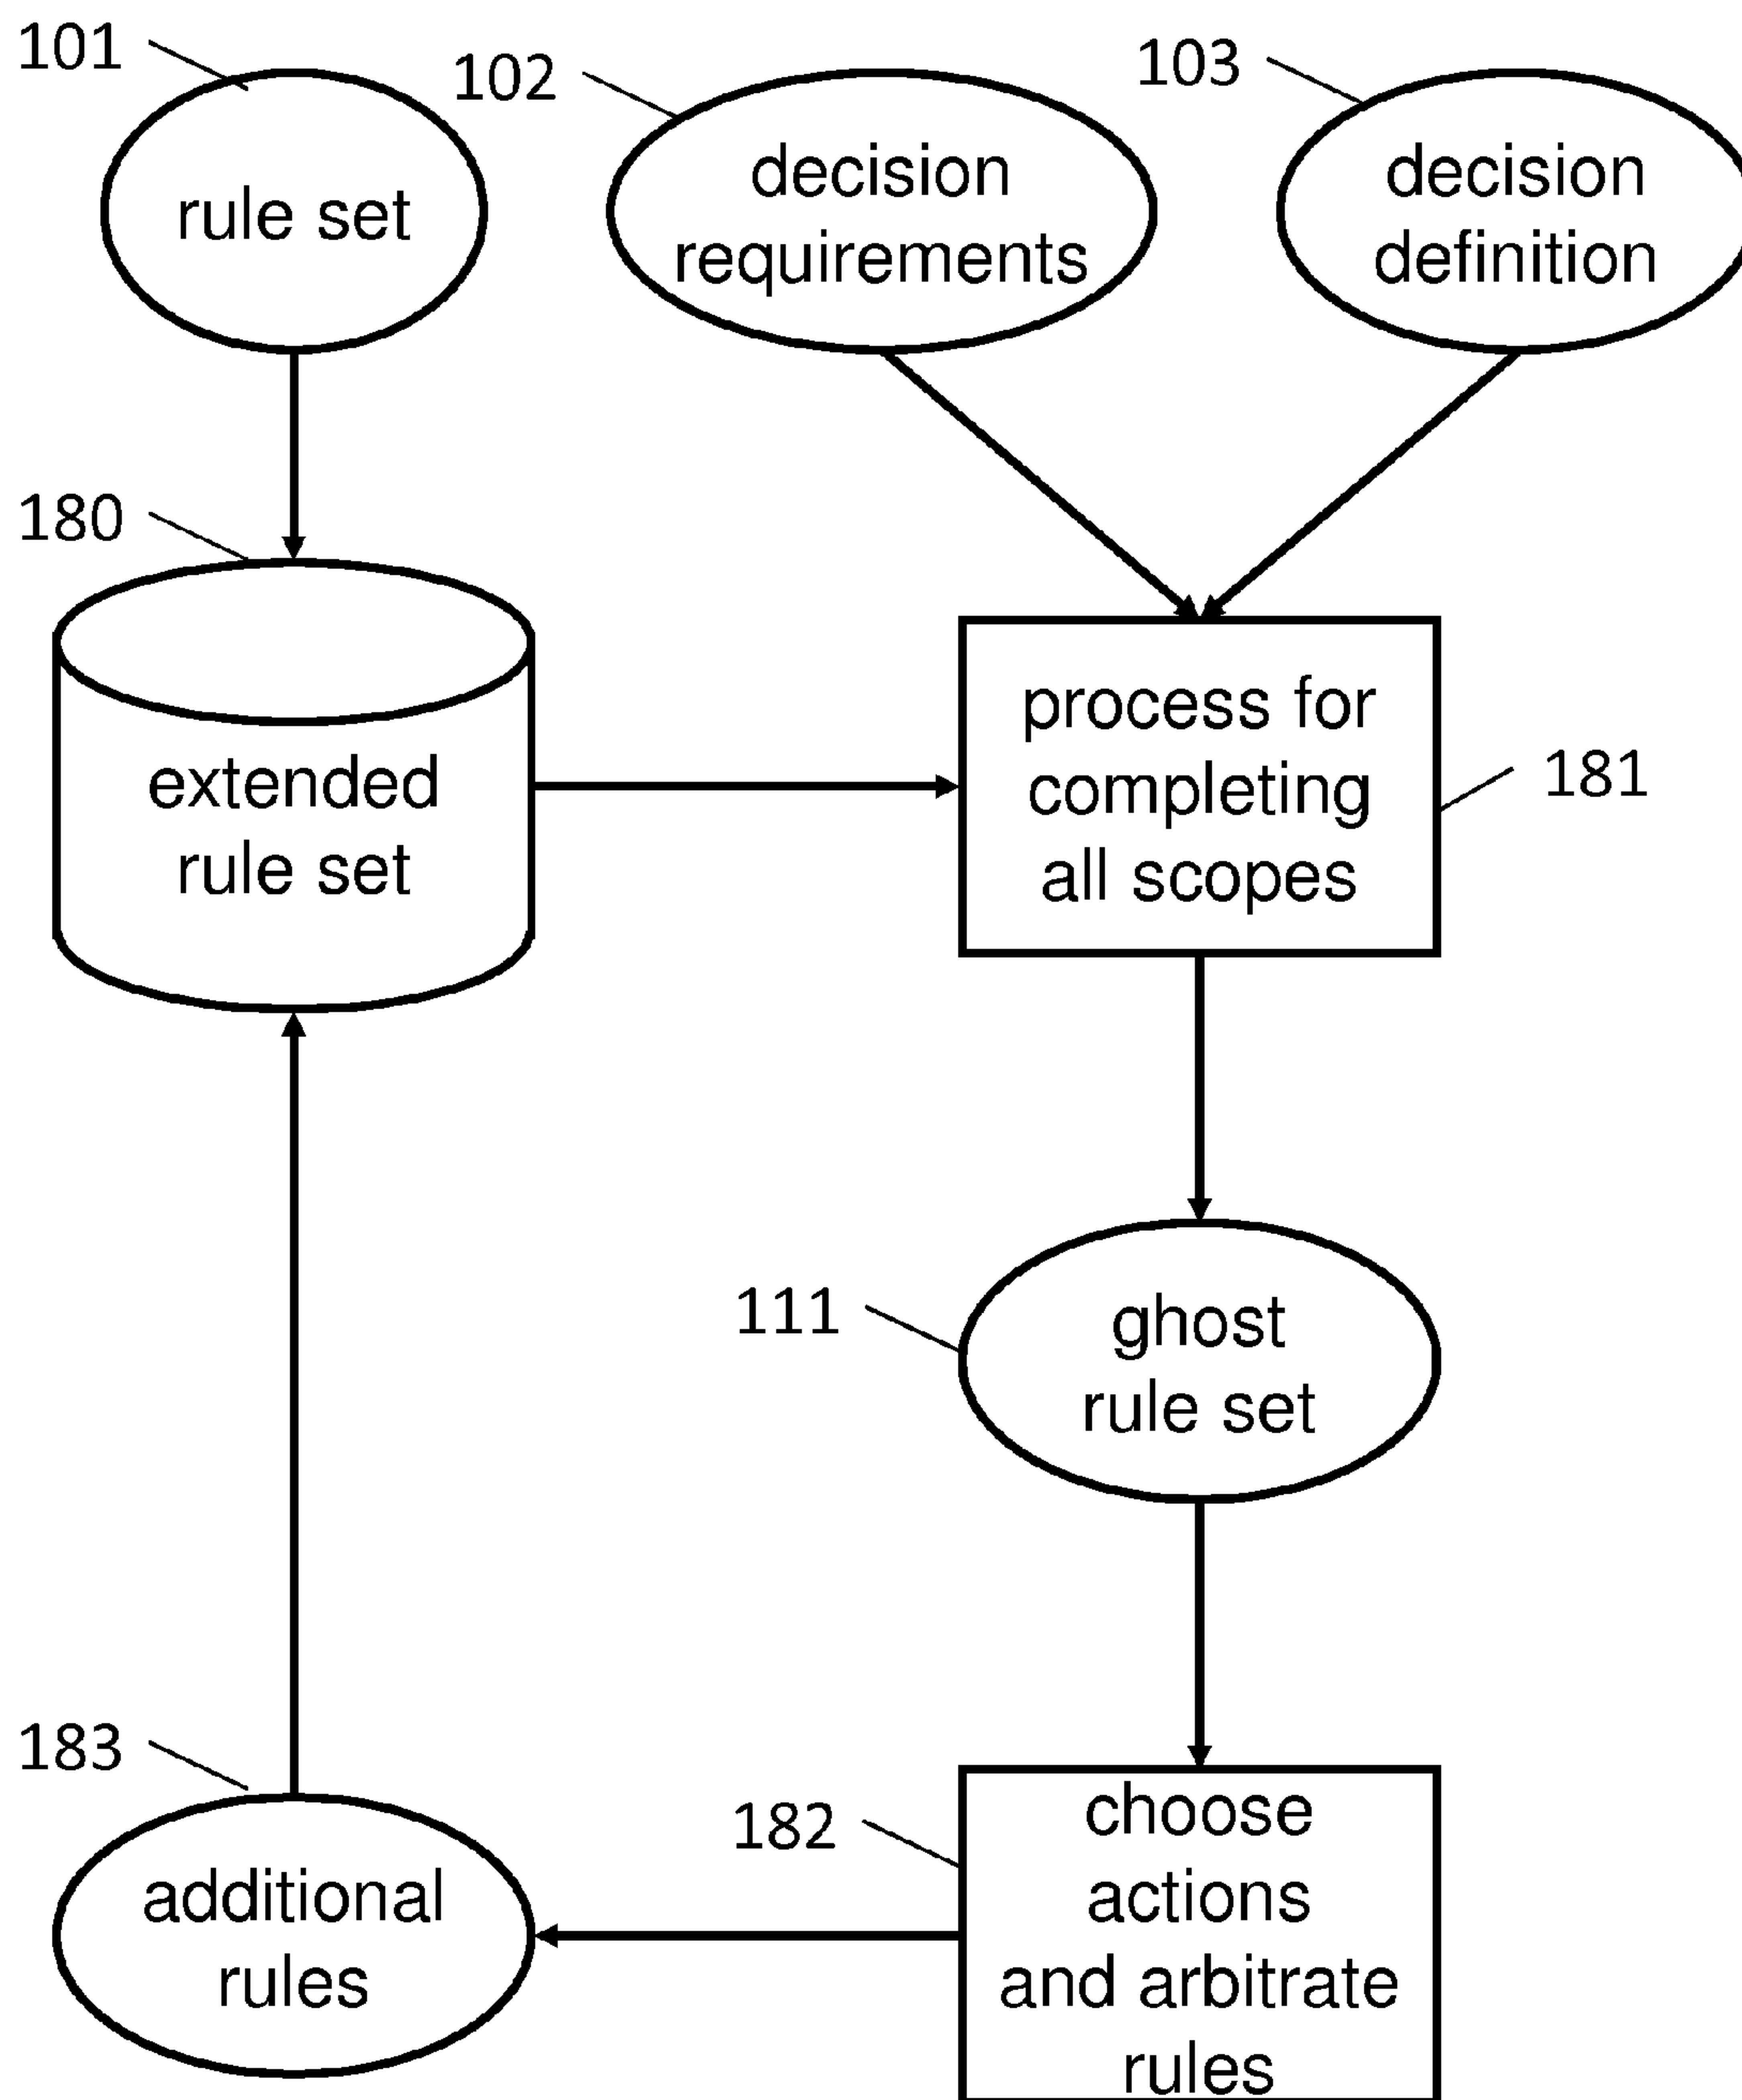 101
rule set
102
decision
requirements
103
decision
definition
180
extended
rule set
process for
completing
all scopes
181
111
ghost
rule set
183
additional
rules
182
choose
actions
and arbitrate
rules